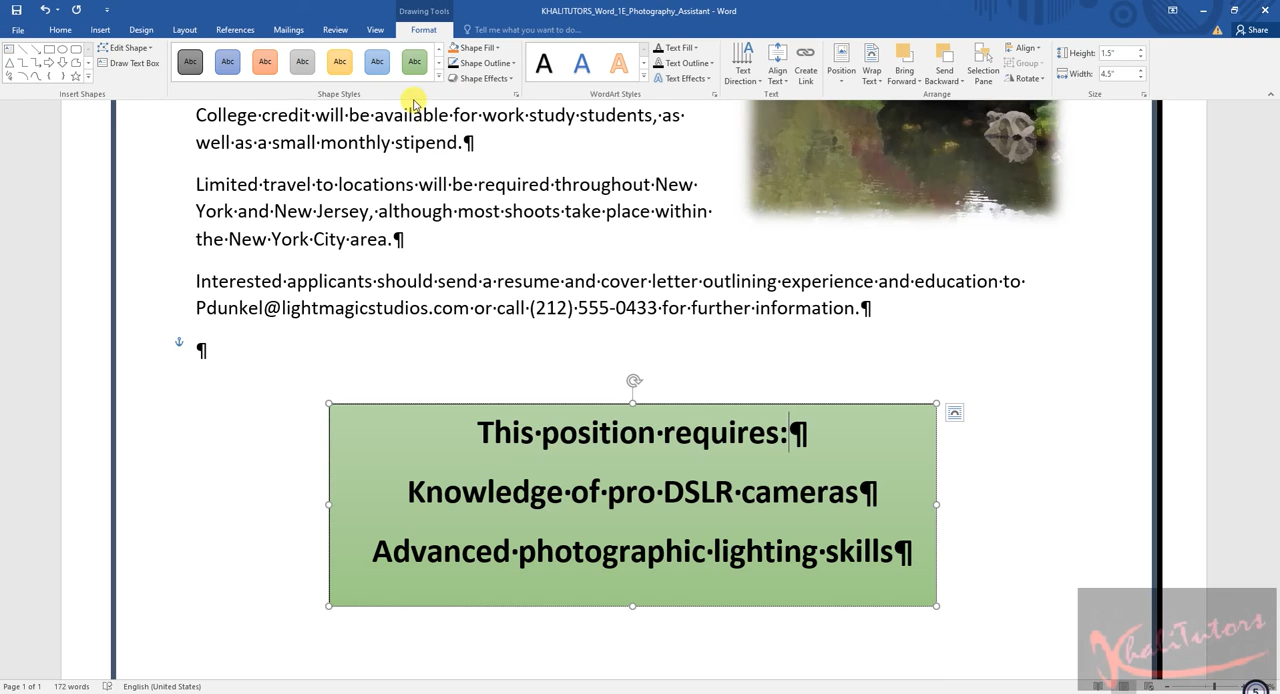 Drawing Tools
KHALITUTORS_Word_1E_Photography_Assistant - Word
File Home Insert Design Layout References Mailings Review View Format Tell me what you want to do... Share
Edit Shape
Draw Text Box
Insert Shapes
Abc Abc Abc Abc Abc Abc Abc
Shape Fill
Shape Outline
Shape Effects
Shape Styles
A A A
Text Fill
Text Outline
Text Effects
WordArt Styles
Text Direction
Align Text
Create Link
Text
Position
Wrap Text
Bring Forward
Send Backward
Selection Pane
Align
Group
Rotate
Arrange
Height: 1.5"
Width: 4.5"
Size
College·credit·will·be·available·for·work·study·students,·as·
well·as·a·small·monthly·stipend.¶
Limited·travel·to·locations·will·be·required·throughout·New·
York·and·New·Jersey,·although·most·shoots·take·place·within·
the·New·York·City·area.¶
Interested·applicants·should·send·a·resume·and·cover·letter·outlining·experience·and·education·to·
Pdunkel@lightmagicstudios.com·or·call·(212)·555-0433·for·further·information.¶
¶
This·position·requires:¶
Knowledge·of·pro·DSLR·cameras¶
Advanced·photographic·lighting·skills¶
KhaliTutors
Page 1 of 1 172 words English (United States)
5